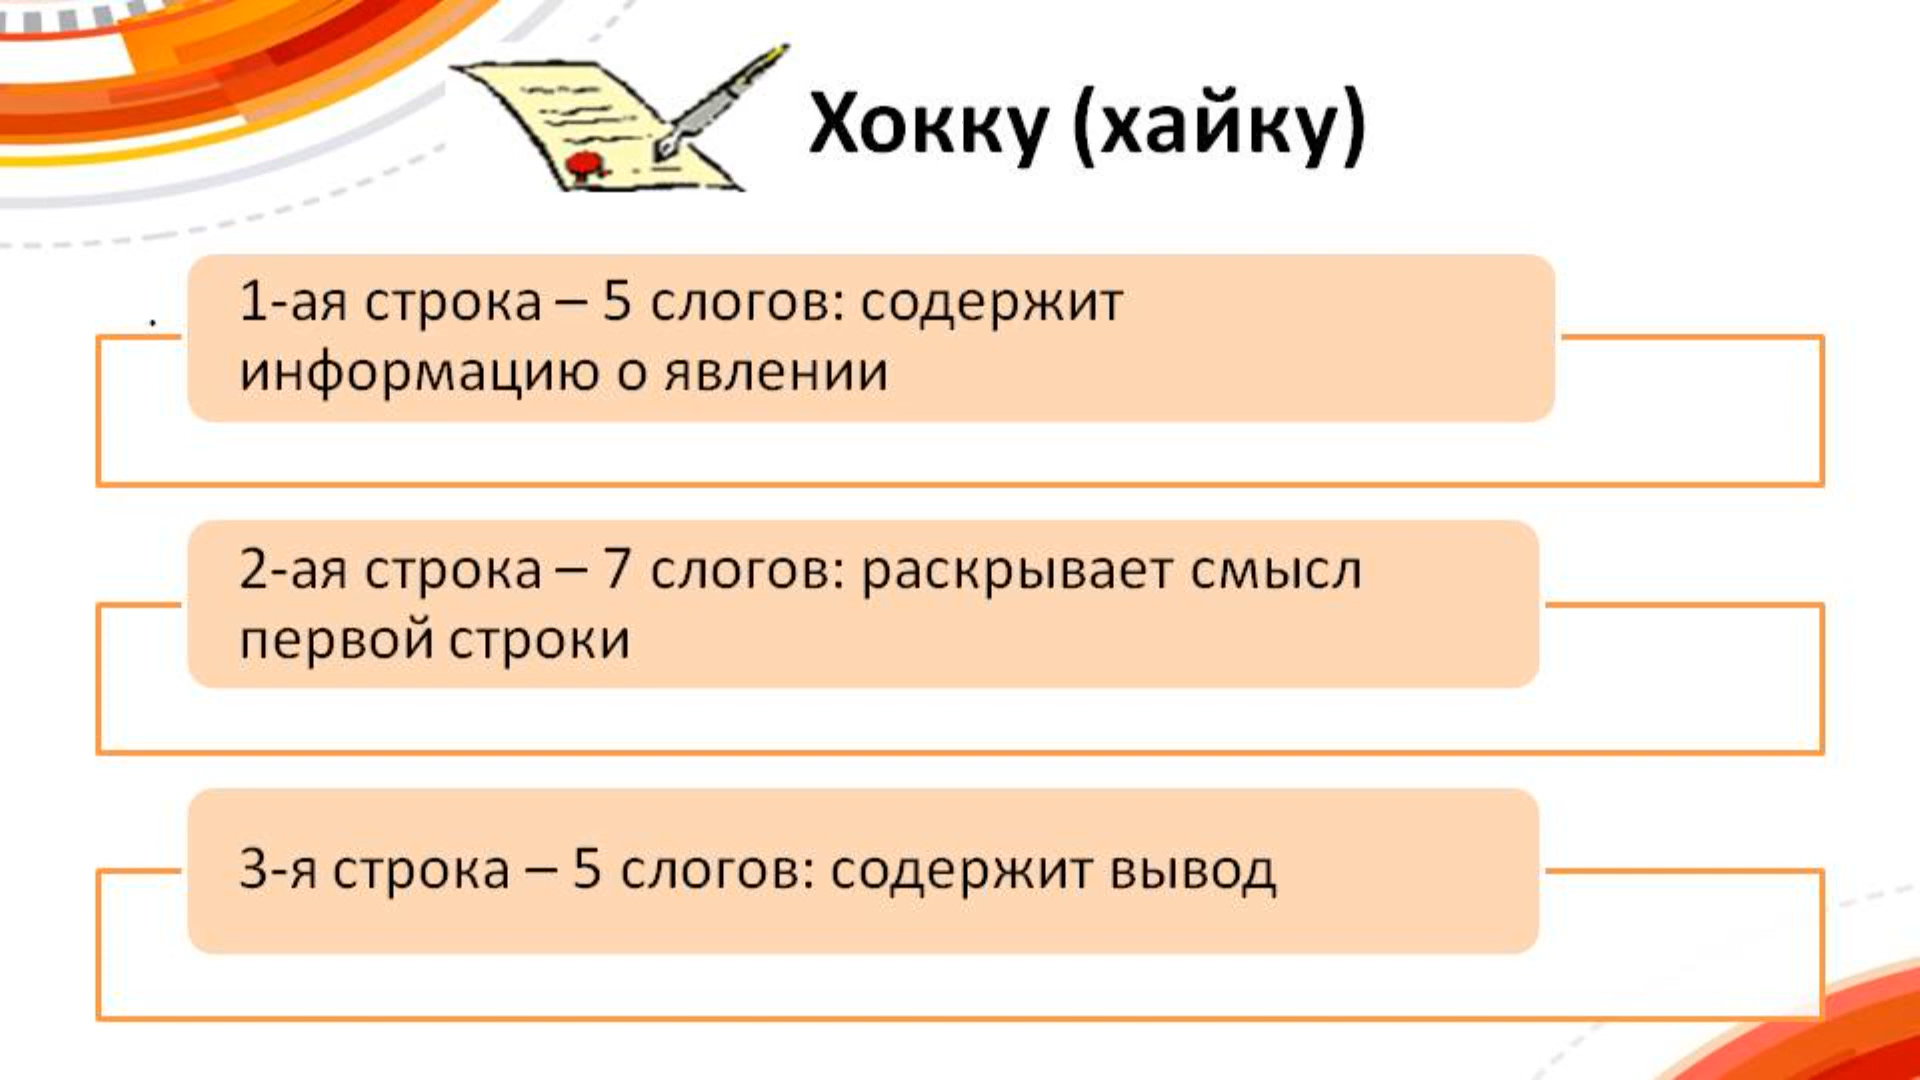 Хокку (хайку)
1-ая строка – 5 слогов: содержит
информацию о явлении
2-ая строка – 7 слогов: раскрывает смысл
первой строки
3-я строка – 5 слогов: содержит вывод